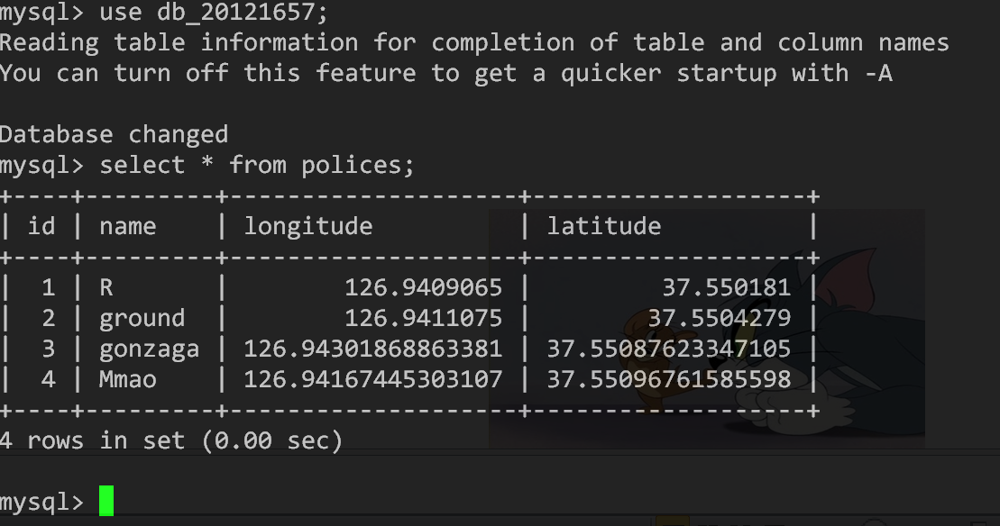 mysql> use db_20121657;
Reading table information for completion of table and column names
You can turn off this feature to get a quicker startup with -A
Database changed
mysql> select * from polices;
+----+---------+--------------------+-------------------+
| id | name    | longitude          | latitude          |
+----+---------+--------------------+-------------------+
|  1 | R       |        126.9409065 |         37.550181 |
|  2 | ground  |        126.9411075 |        37.5504279 |
|  3 | gonzaga | 126.94301868863381 | 37.55087623347105 |
|  4 | Mmao    | 126.94167445303107 | 37.55096761585598 |
+----+---------+--------------------+-------------------+
4 rows in set (0.00 sec)
mysql>